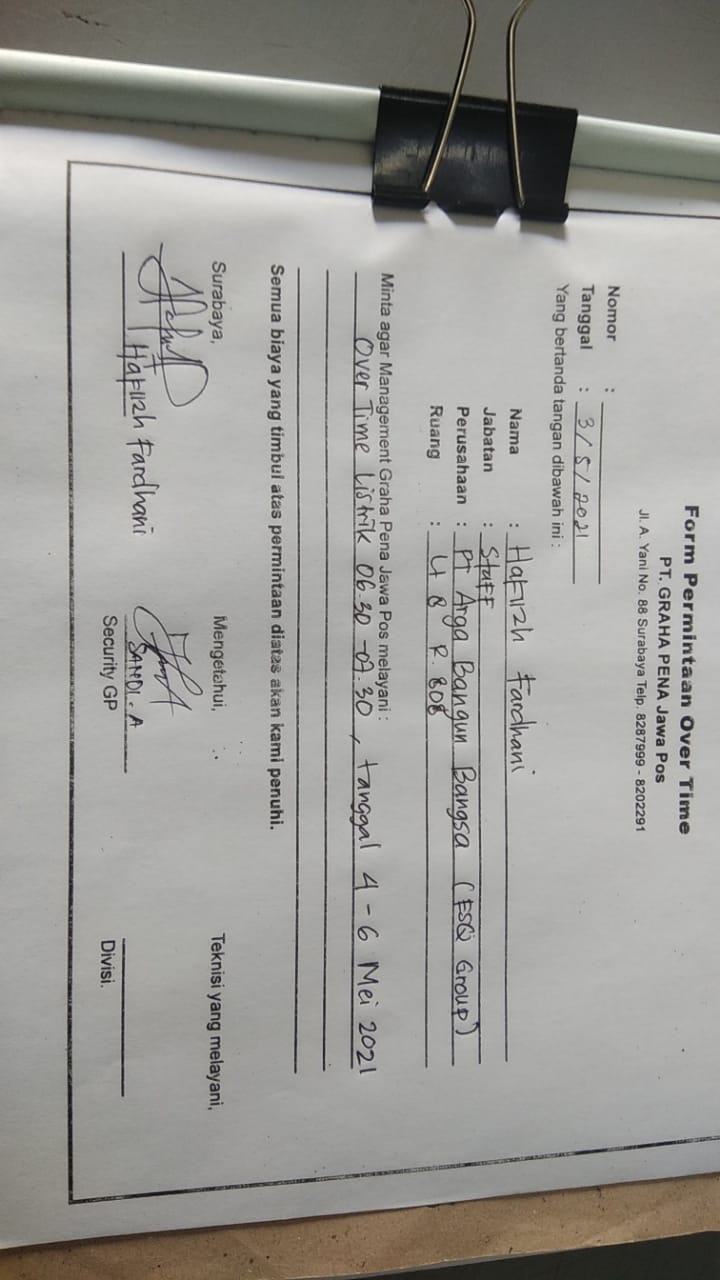 Form Permintaan Over Time
PT. GRAHA PENA Jawa Pos
Jl. A. Yani No. 88 Surabaya Telp. 8287999 - 8202291
Nomor :
Tanggal : 3/5/2021
Yang bertanda tangan dibawah ini :
Nama : Hafizh Fardhani
Jabatan : Staff
Perusahaan : PT Arga Bangun Bangsa (ESQ Group)
Ruang : Lt 8 R. 808
Minta agar Management Graha Pena Jawa Pos melayani :
Over Time Listrik 06.30 -07.30 , tanggal 4 - 6 Mei 2021
Semua biaya yang timbul atas permintaan diatas akan kami penuhi.
Surabaya, Mengetahui, Teknisi yang melayani,
Hafizh Fardhani SANDI. A
Security GP Divisi.